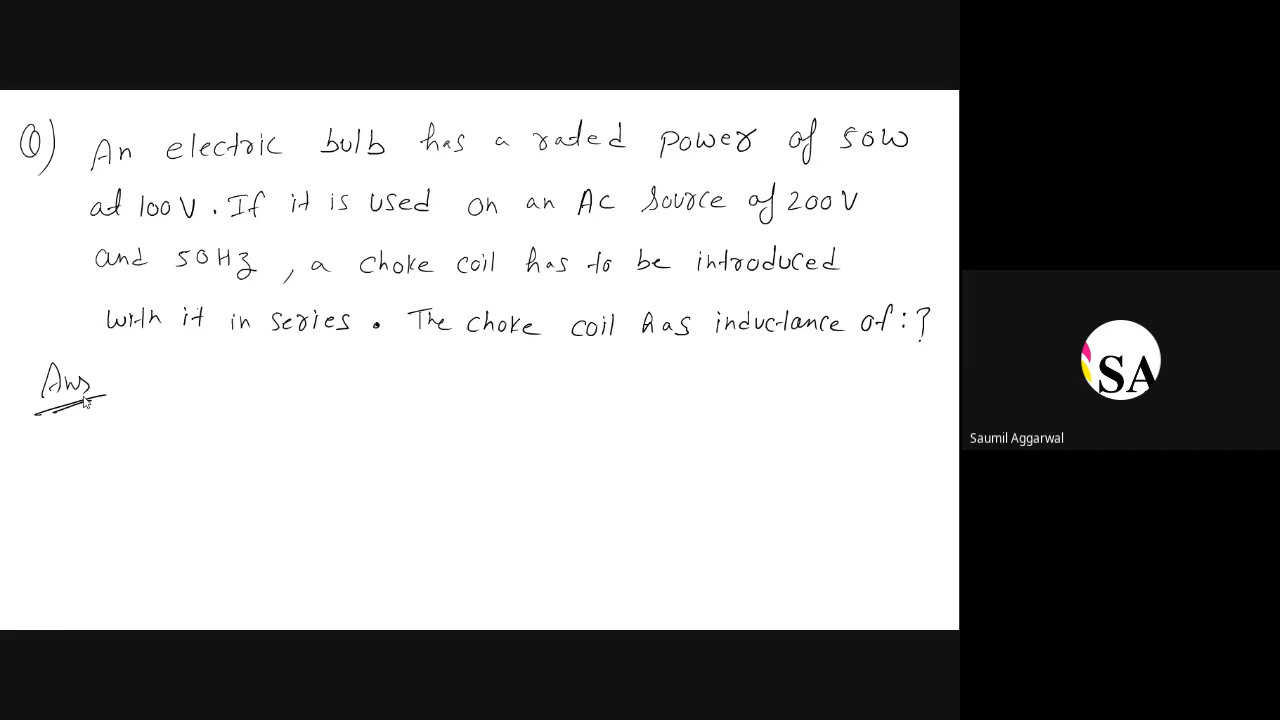 Q) An electric bulb has a rated power of 50W
at 100V. If it is used on an AC source of 200V
and 50Hz, a choke coil has to be introduced
with it in series. The choke coil has inductance of:?
Ans
SA
Saumil Aggarwal